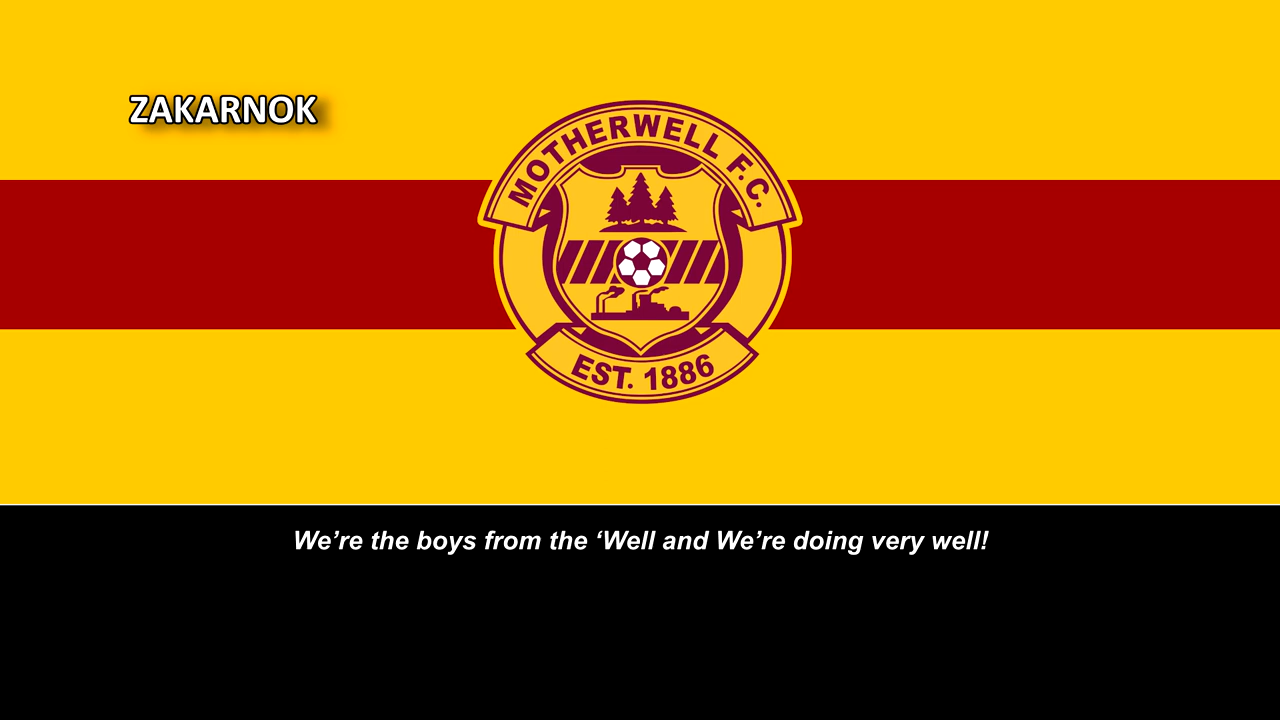 ZAKARNOK
MOTHERWELL F.C.
EST. 1886
We’re the boys from the ‘Well and We’re doing very well!